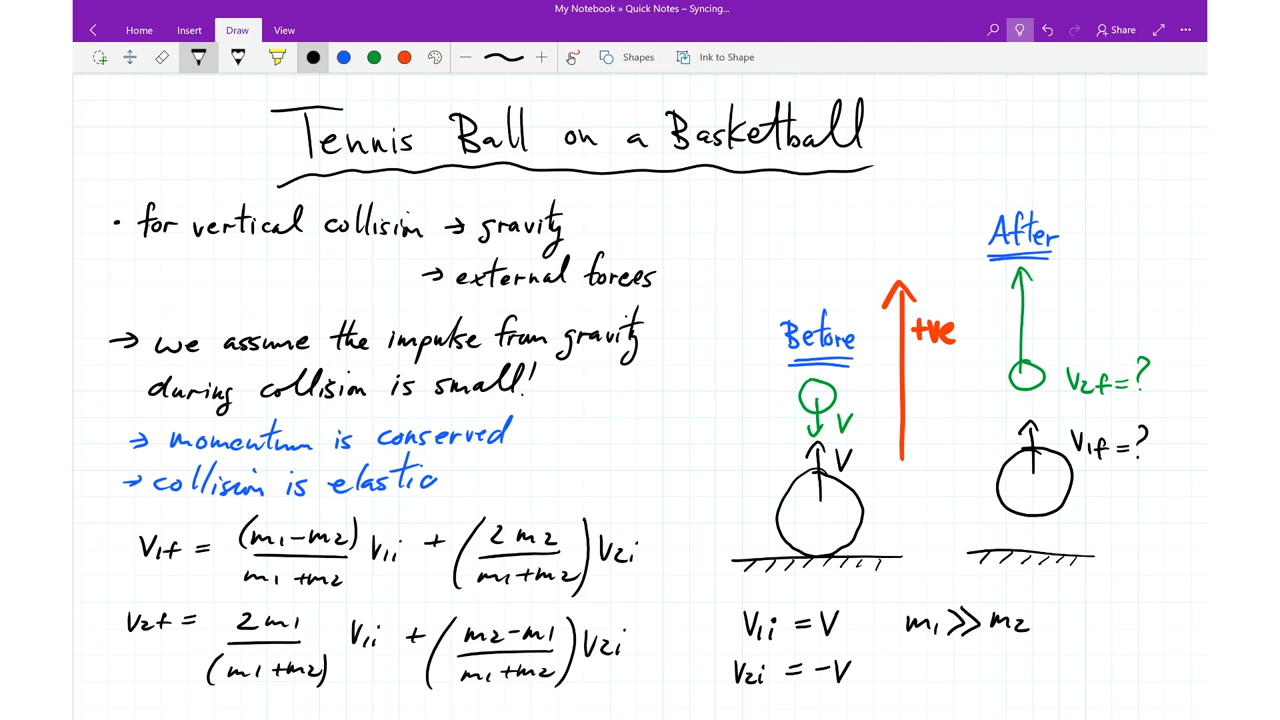 My Notebook » Quick Notes – Syncing...
Home Insert Draw View Share
Shapes Ink to Shape
Tennis Ball on a Basketball
• for vertical collision → gravity
→ external forces
→ we assume the impulse from gravity
during collision is small!
→ momentum is conserved
→ collision is elastic
V1f = (m1-m2)/(m1+m2) V1i + (2m2/(m1+m2)) V2i
V2f = 2m1/(m1+m2) V1i + ((m2-m1)/(m1+m2)) V2i
Before
V
V
+ve
After
V2f = ?
V1f = ?
V1i = V m1 >> m2
V2i = -V